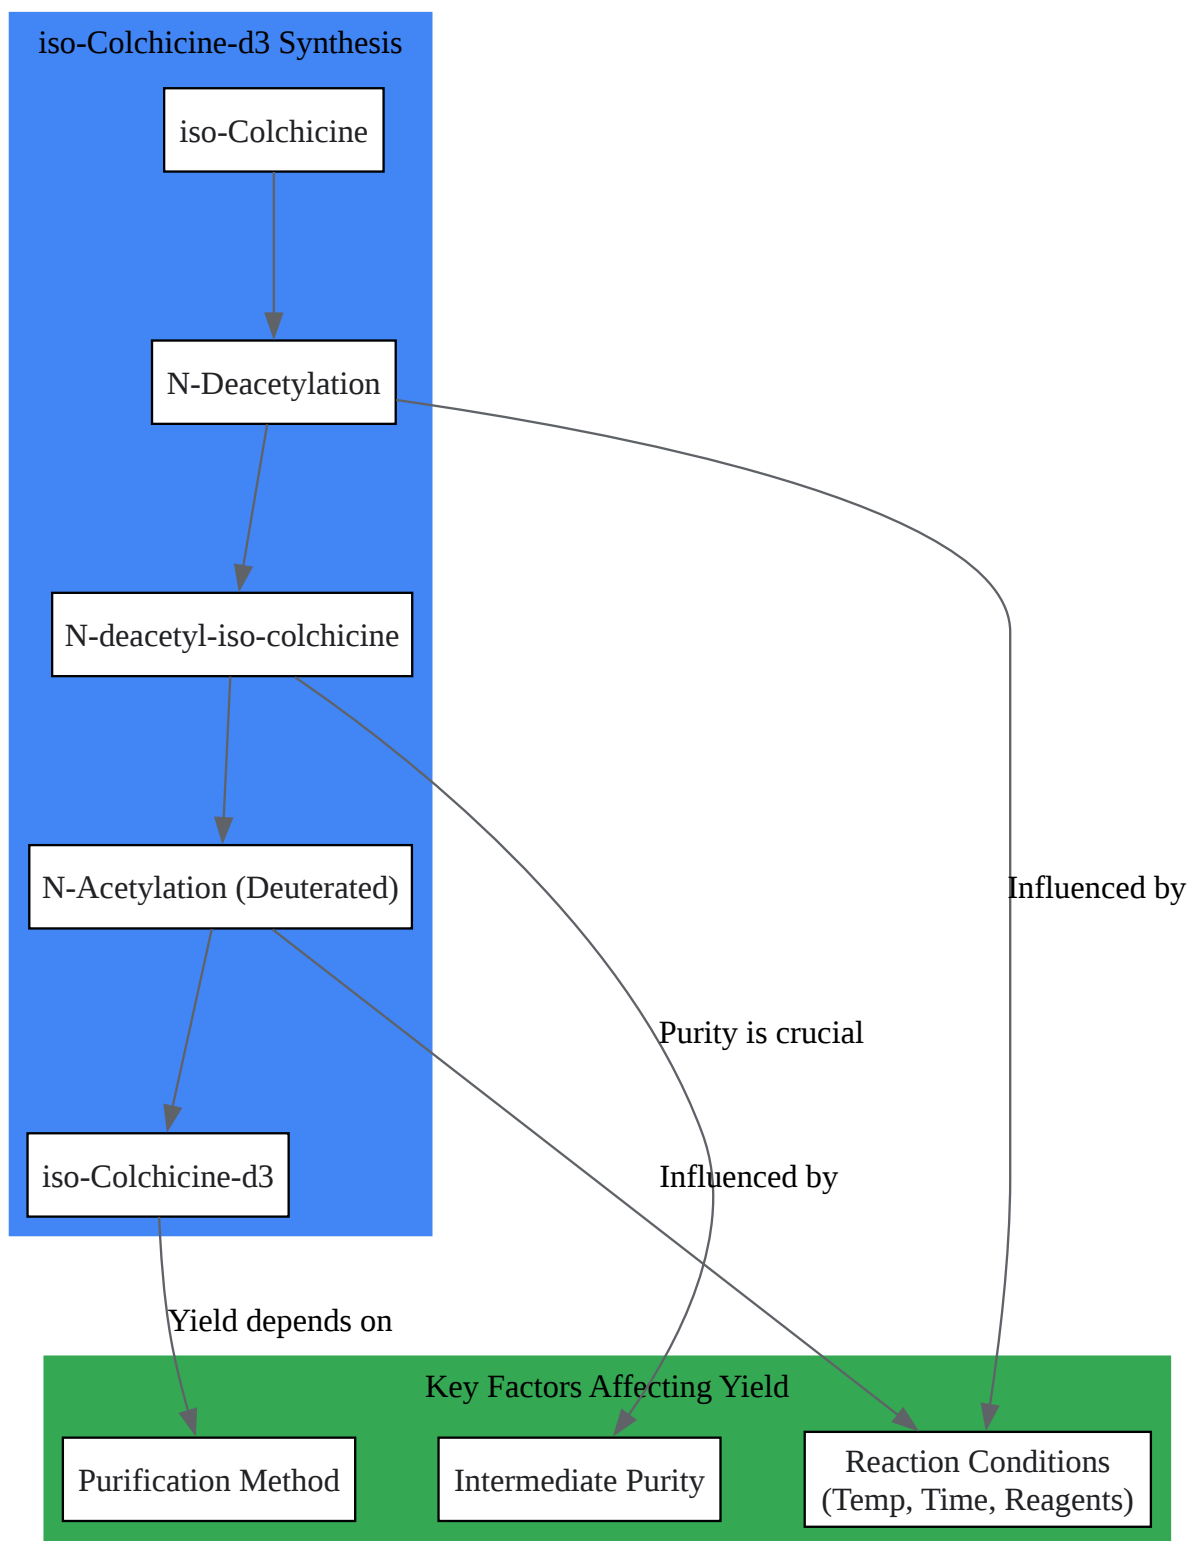 iso-Colchicine-d3 Synthesis
iso-Colchicine
N-Deacetylation
N-deacetyl-iso-colchicine
N-Acetylation (Deuterated)
Influenced by
Purity is crucial
iso-Colchicine-d3
Influenced by
Yield depends on
Key Factors Affecting Yield
Purification Method
Intermediate Purity
Reaction Conditions
(Temp, Time, Reagents)